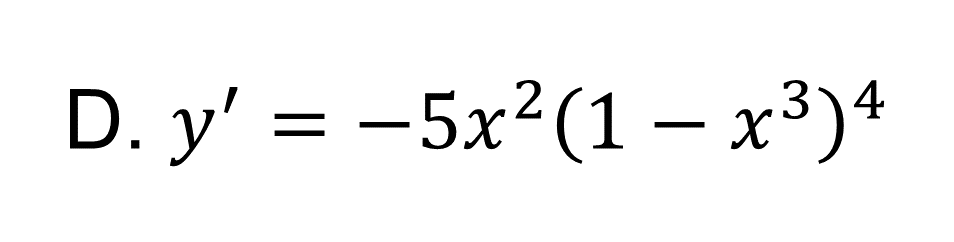 D. y′ = −5x²(1 − x³)⁴